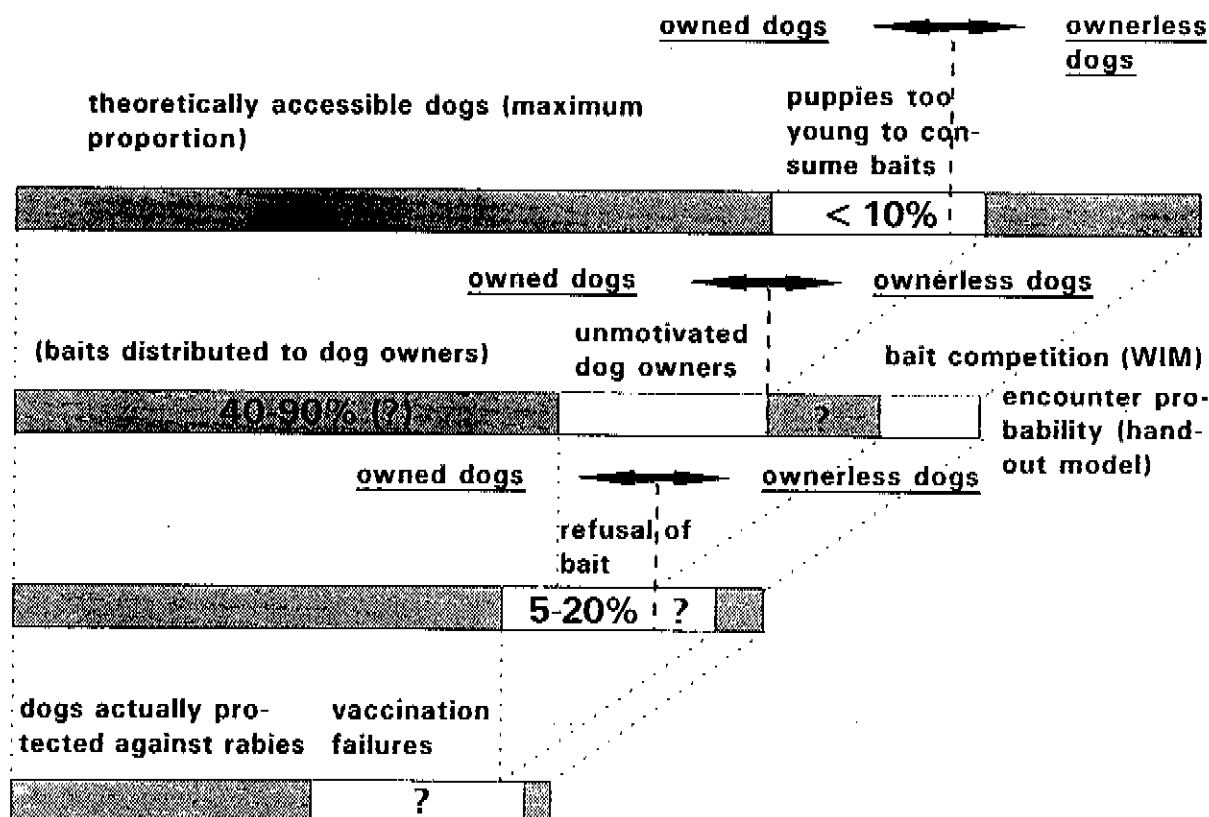 owned dogs
ownerless
dogs
theoretically accessible dogs (maximum
proportion)
puppies too
young to con-
sume baits
< 10%
owned dogs
ownerless dogs
(baits distributed to dog owners)
unmotivated
dog owners
bait competition (WIM)
40-90% (?)
?
encounter pro-
bability (hand-
out model)
owned dogs
ownerless dogs
refusal of
bait
5-20%
?
dogs actually pro-
tected against rabies
vaccination
failures
?